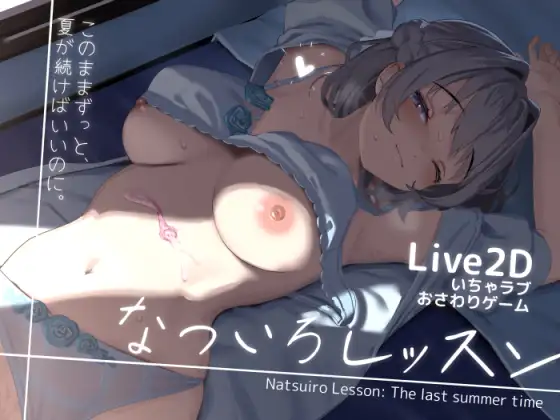 このままずっと、
夏が続けばいいのに。
Live2D
いちゃラブ
おさわりゲーム
なついろレッスン
Natsuiro Lesson: The last summer time